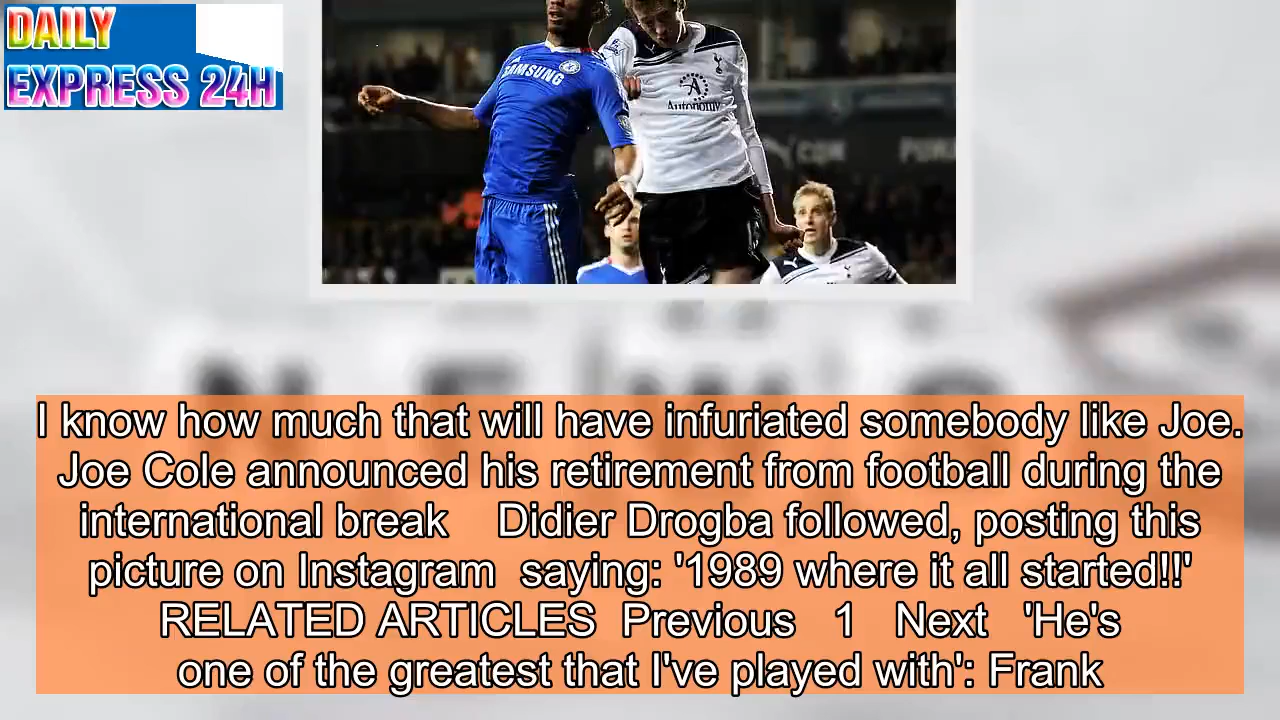 DAILY
EXPRESS 24H
SAMSUNG
Autonomy
NEWS
I know how much that will have infuriated somebody like Joe.
Joe Cole announced his retirement from football during the
international break    Didier Drogba followed, posting this
picture on Instagram  saying: '1989 where it all started!!'
RELATED ARTICLES  Previous   1   Next   'He's
one of the greatest that I've played with': Frank